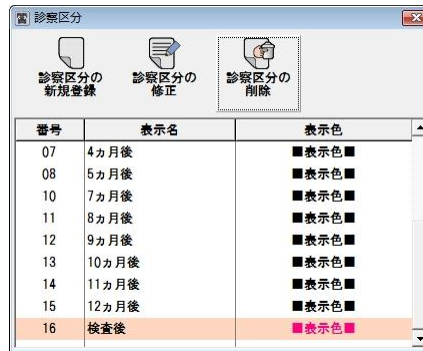 診察区分
診察区分の 診察区分の 診察区分の
新規登録 修正 削除
番号 表示名 表示色
07 4ヵ月後 ■表示色■
08 5ヵ月後 ■表示色■
10 7ヵ月後 ■表示色■
11 8ヵ月後 ■表示色■
12 9ヵ月後 ■表示色■
13 10ヵ月後 ■表示色■
14 11ヵ月後 ■表示色■
15 12ヵ月後 ■表示色■
16 検査後 ■表示色■